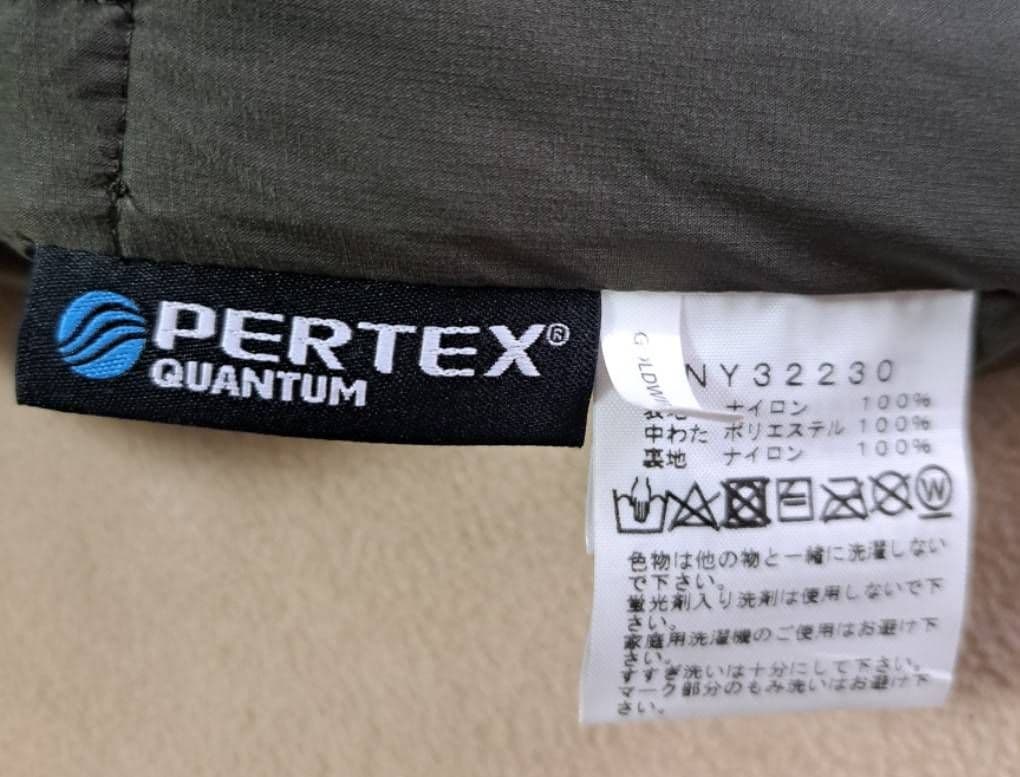 PERTEX®
QUANTUM
GOLDWI
NY32230
表地 ナイロン 100%
中わた ポリエステル 100%
裏地 ナイロン 100%
W
色物は他の物と一緒に洗濯しない
で下さい。
蛍光剤入り洗剤は使用しないで下
さい。
家庭用洗濯機のご使用はお避け下
さい。
すすぎ洗いは十分にして下さい。
マーク部分のもみ洗いはお避け下
さい。